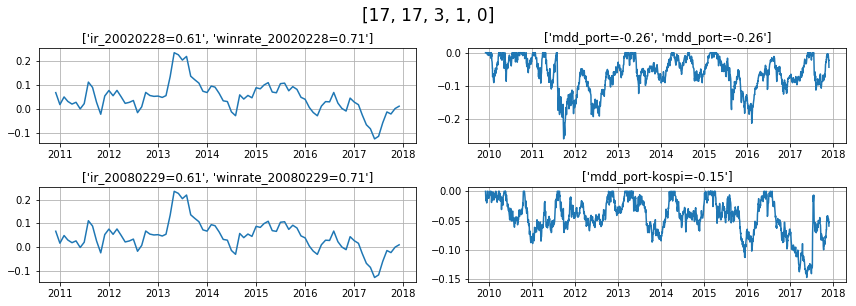 [17, 17, 3, 1, 0]
['ir_20020228=0.61', 'winrate_20020228=0.71']
0.2
0.1
0.0
−0.1
2011 2012 2013 2014 2015 2016 2017 2018
['mdd_port=-0.26', 'mdd_port=-0.26']
0.0
−0.1
−0.2
2010 2011 2012 2013 2014 2015 2016 2017 2018
['ir_20080229=0.61', 'winrate_20080229=0.71']
0.2
0.1
0.0
−0.1
2011 2012 2013 2014 2015 2016 2017 2018
['mdd_port-kospi=-0.15']
0.00
−0.05
−0.10
−0.15
2010 2011 2012 2013 2014 2015 2016 2017 2018